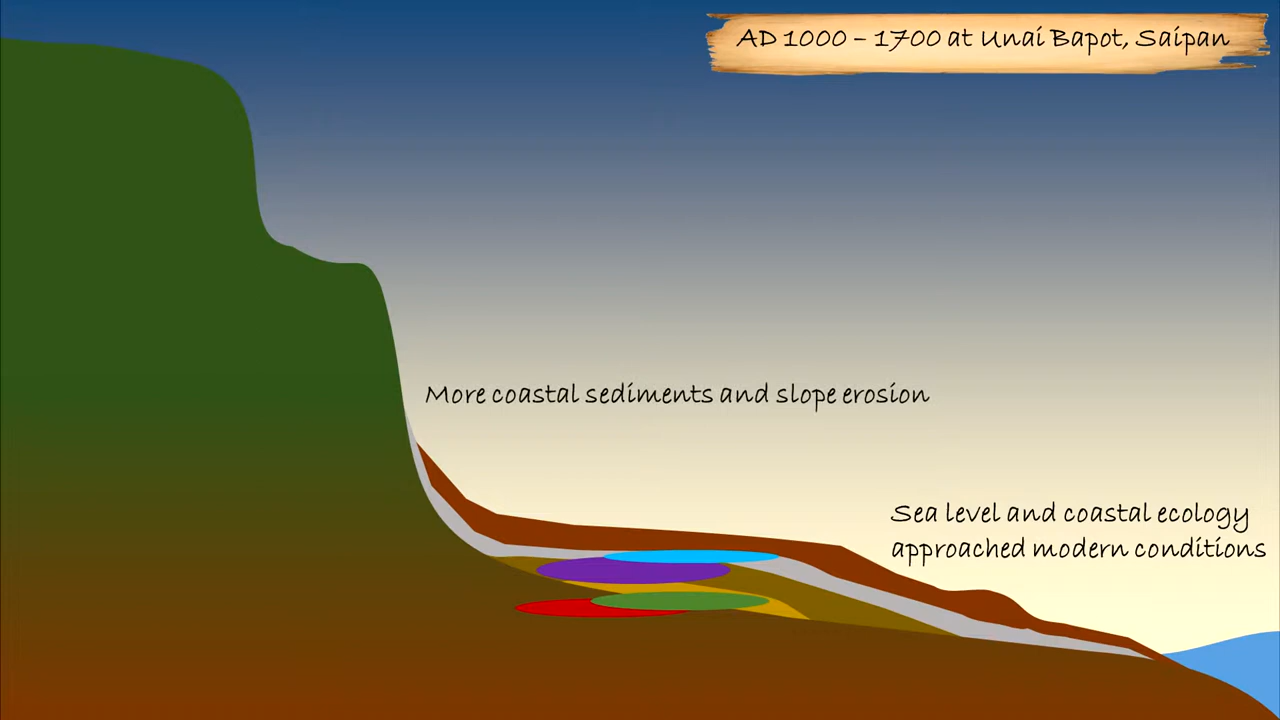 AD 1000 – 1700 at Unai Bapot, Saipan
More coastal sediments and slope erosion
Sea level and coastal ecology
approached modern conditions